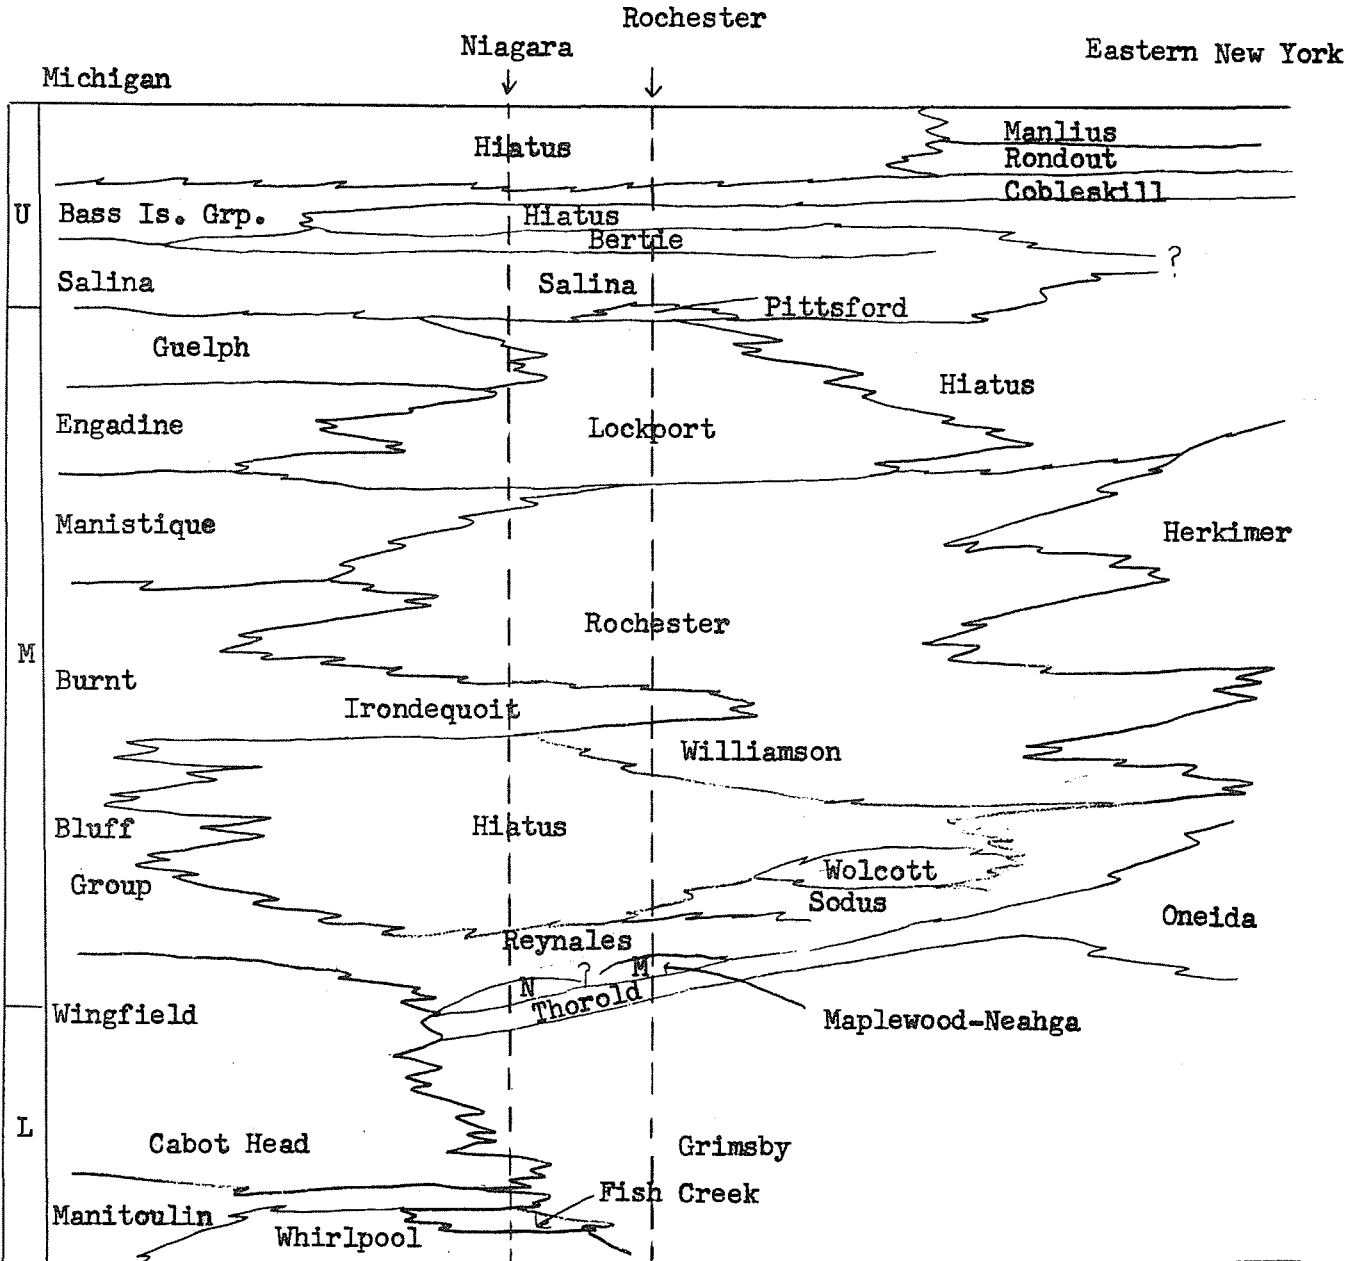 Rochester
Niagara
Eastern New York
Michigan
Manlius
Hiatus
Rondout
Cobleskill
U
Bass Is. Grp.
Hiatus
Bertie
?
Salina
Salina
Pittsford
Guelph
Hiatus
Engadine
Lockport
Manistique
Herkimer
Rochester
M
Burnt
Irondequoit
Williamson
Bluff
Hiatus
Wolcott
Group
Sodus
Oneida
Reynales
?
M
N
Thorold
Wingfield
Maplewood-Neahga
L
Cabot Head
Grimsby
Fish Creek
Manitoulin
Whirlpool